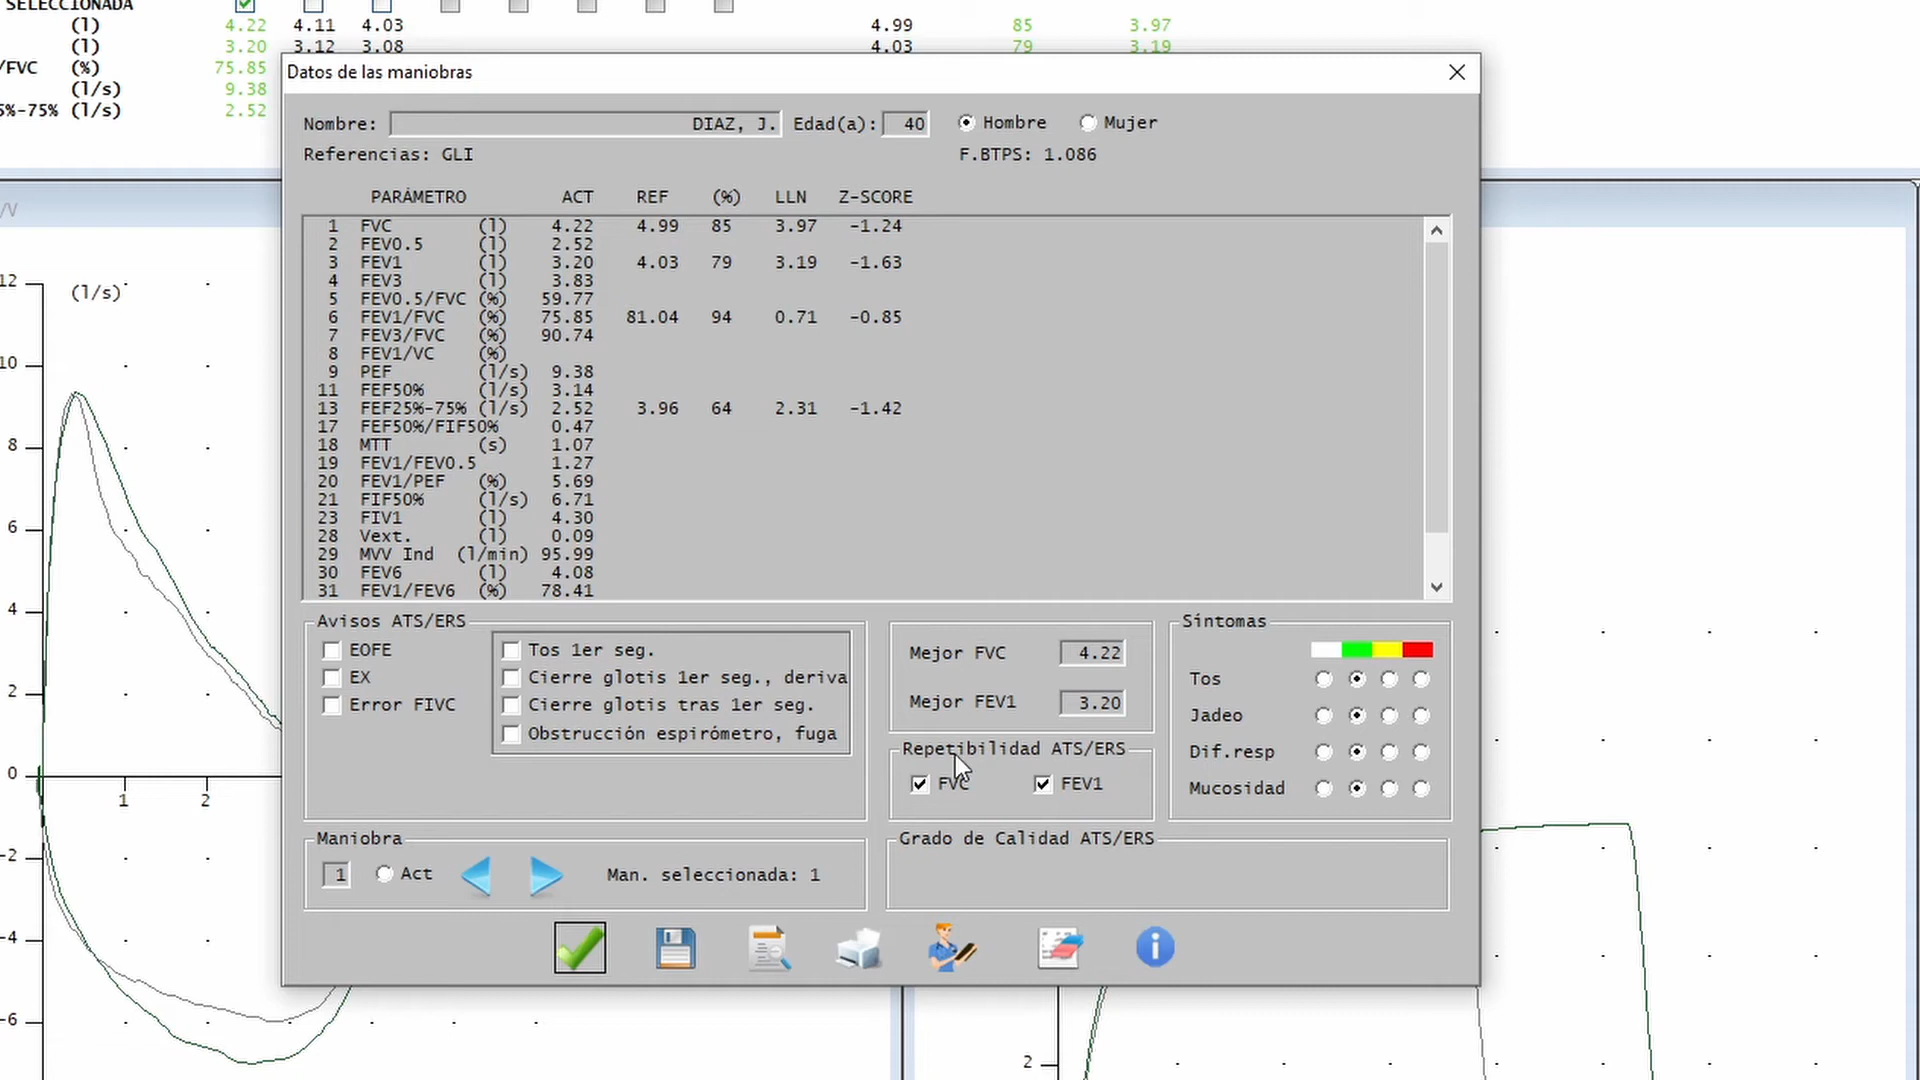 SELECCIONADA
(l) 4.22 4.11 4.03 4.99 85 3.97
(l) 3.20 3.12 3.08 4.03 79 3.19
/FVC (%) 75.85
(l/s) 9.38
5%-75% (l/s) 2.52
Datos de las maniobras
Nombre: DIAZ, J. Edad(a): 40 Hombre Mujer
Referencias: GLI F.BTPS: 1.086
PARÁMETRO ACT REF (%) LLN Z-SCORE
1 FVC (l) 4.22 4.99 85 3.97 -1.24
2 FEV0.5 (l) 2.52
3 FEV1 (l) 3.20 4.03 79 3.19 -1.63
4 FEV3 (l) 3.83
5 FEV0.5/FVC (%) 59.77
6 FEV1/FVC (%) 75.85 81.04 94 0.71 -0.85
7 FEV3/FVC (%) 90.74
8 FEV1/VC (%)
9 PEF (l/s) 9.38
11 FEF50% (l/s) 3.14
13 FEF25%-75% (l/s) 2.52 3.96 64 2.31 -1.42
17 FEF50%/FIF50% 0.47
18 MTT (s) 1.07
19 FEV1/FEV0.5 1.27
20 FEV1/PEF (%) 5.69
21 FIF50% (l/s) 6.71
23 FIV1 (l) 4.30
28 Vext. (l) 0.09
29 MVV Ind (l/min) 95.99
30 FEV6 (l) 4.08
31 FEV1/FEV6 (%) 78.41
Avisos ATS/ERS
EOFE
EX
Error FIVC
Tos 1er seg.
Cierre glotis 1er seg., deriva
Cierre glotis tras 1er seg.
Obstrucción espirómetro, fuga
Mejor FVC 4.22
Mejor FEV1 3.20
Repetibilidad ATS/ERS
FVC FEV1
Síntomas
Tos
Jadeo
Dif.resp
Mucosidad
Maniobra
1 Act Man. seleccionada: 1
Grado de Calidad ATS/ERS
/V
(l/s)
12
10
8
6
4
2
0
-2
-4
-6
1 2
2